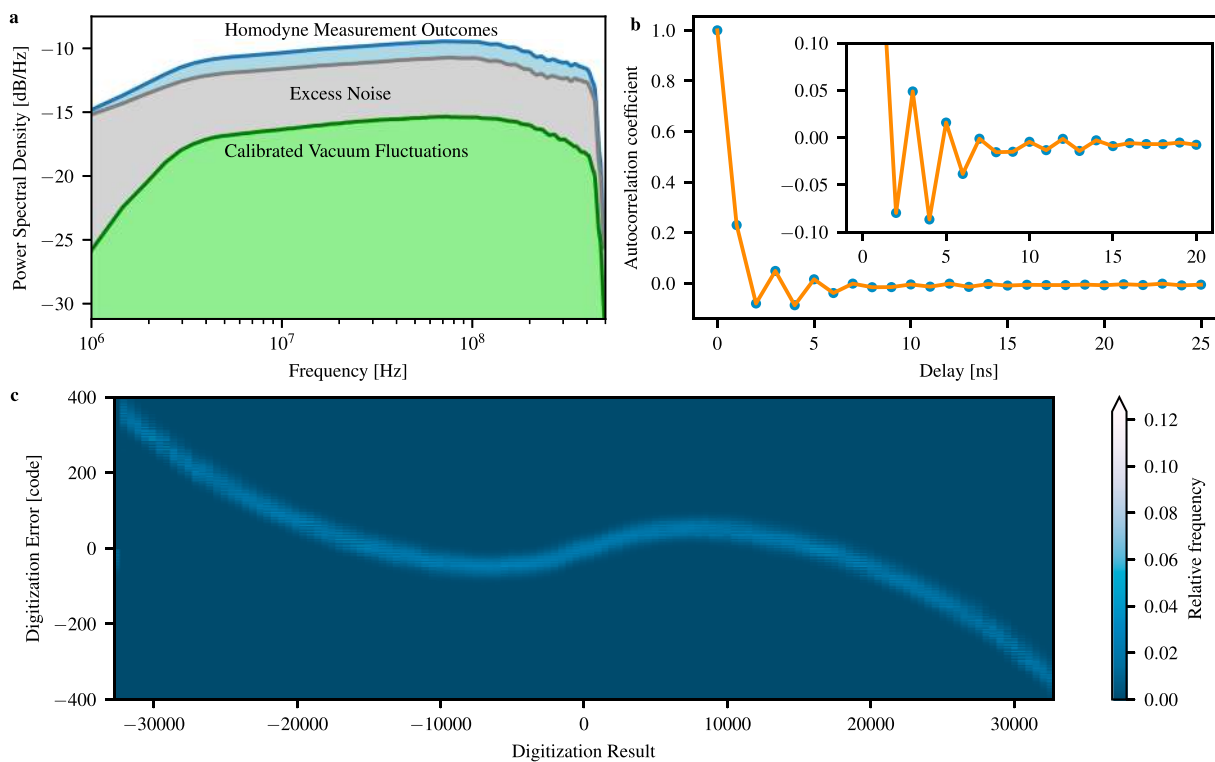 a
Homodyne Measurement Outcomes
Excess Noise
Calibrated Vacuum Fluctuations
−10
−15
−20
−25
−30
Power Spectral Density [dB/Hz]
10^6
10^7
10^8
Frequency [Hz]
b
1.0
0.8
0.6
0.4
0.2
0.0
Autocorrelation coefficient
0.10
0.05
0.00
−0.05
−0.10
0 5 10 15 20
0 5 10 15 20 25
Delay [ns]
c
400
200
0
−200
−400
Digitization Error [code]
−30000 −20000 −10000 0 10000 20000 30000
Digitization Result
0.12
0.10
0.08
0.06
0.04
0.02
0.00
Relative frequency